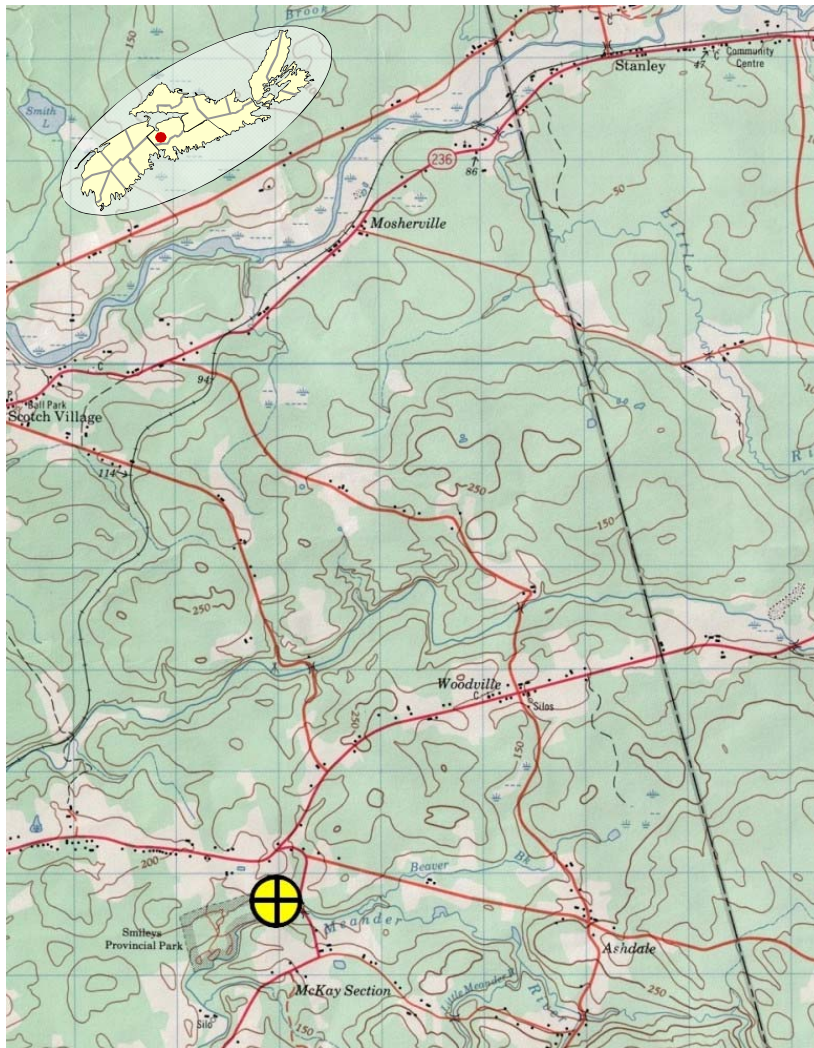 Brook
150
Stanley
47
C
Community
Centre
Smith
L
236
86
50
Little
Mosherville
C
94
P
Ball Park
Scotch Village
Ri
114
250
150
250
Woodville
C
Silos
250
150
200
Beaver
Bk
Meander
Smileys
Provincial Park
Ashdale
McKay Section
Little Meander R
River
250
Silo
150